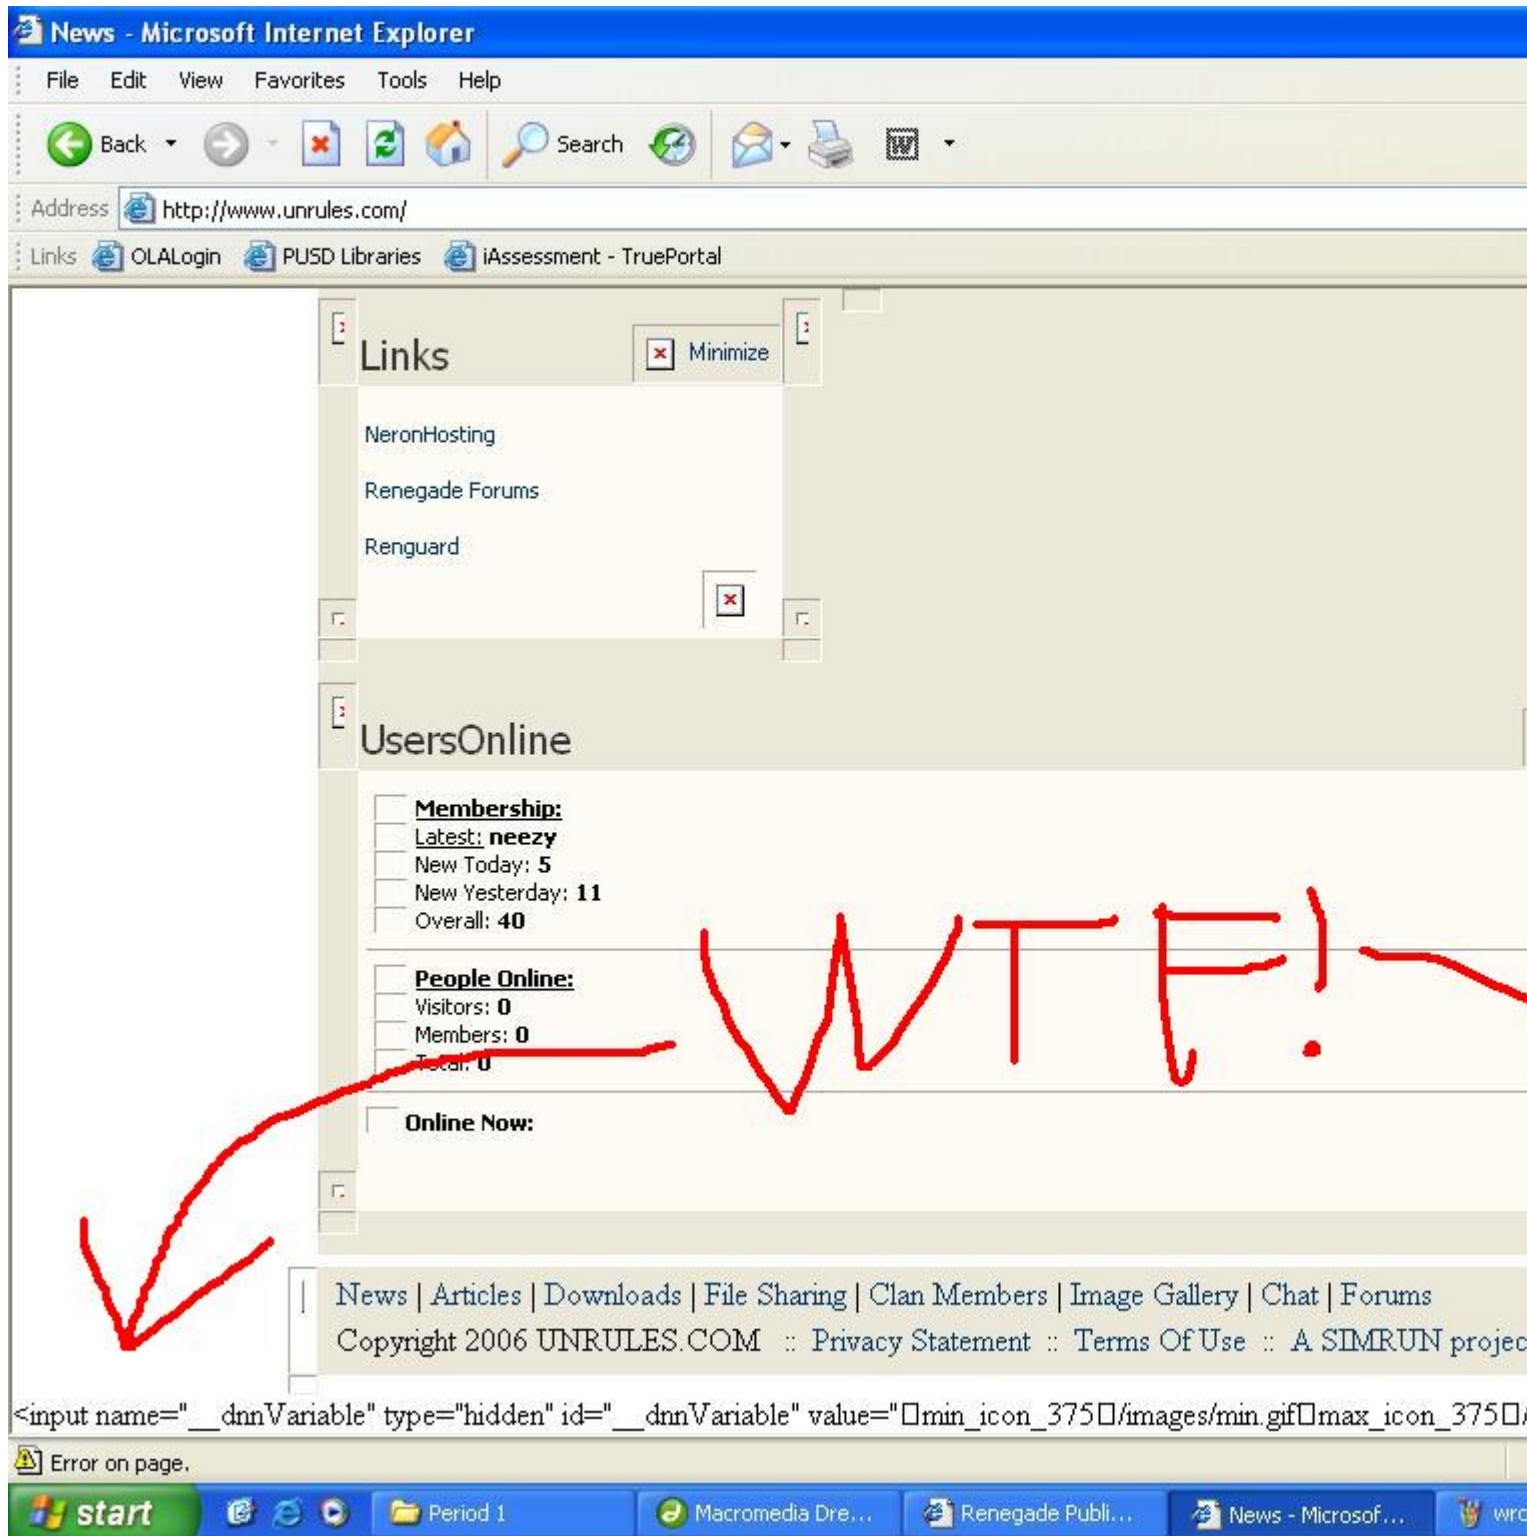 News - Microsoft Internet Explorer
File Edit View Favorites Tools Help
Back Search
Address http://www.unrules.com/
Links OLALogin PUSD Libraries iAssessment - TruePortal
Links Minimize
NeronHosting
Renegade Forums
Renguard
UsersOnline
Membership:
Latest: neezy
New Today: 5
New Yesterday: 11
Overall: 40
People Online:
Visitors: 0
Members: 0
Total: 0
Online Now:
WTF!
News | Articles | Downloads | File Sharing | Clan Members | Image Gallery | Chat | Forums
Copyright 2006 UNRULES.COM :: Privacy Statement :: Terms Of Use :: A SIMRUN projec
<input name="__dnnVariable" type="hidden" id="__dnnVariable" value="□min_icon_375□/images/min.gif□max_icon_375□/
Error on page.
start Period 1 Macromedia Dre... Renegade Publi... News - Microsof... wro